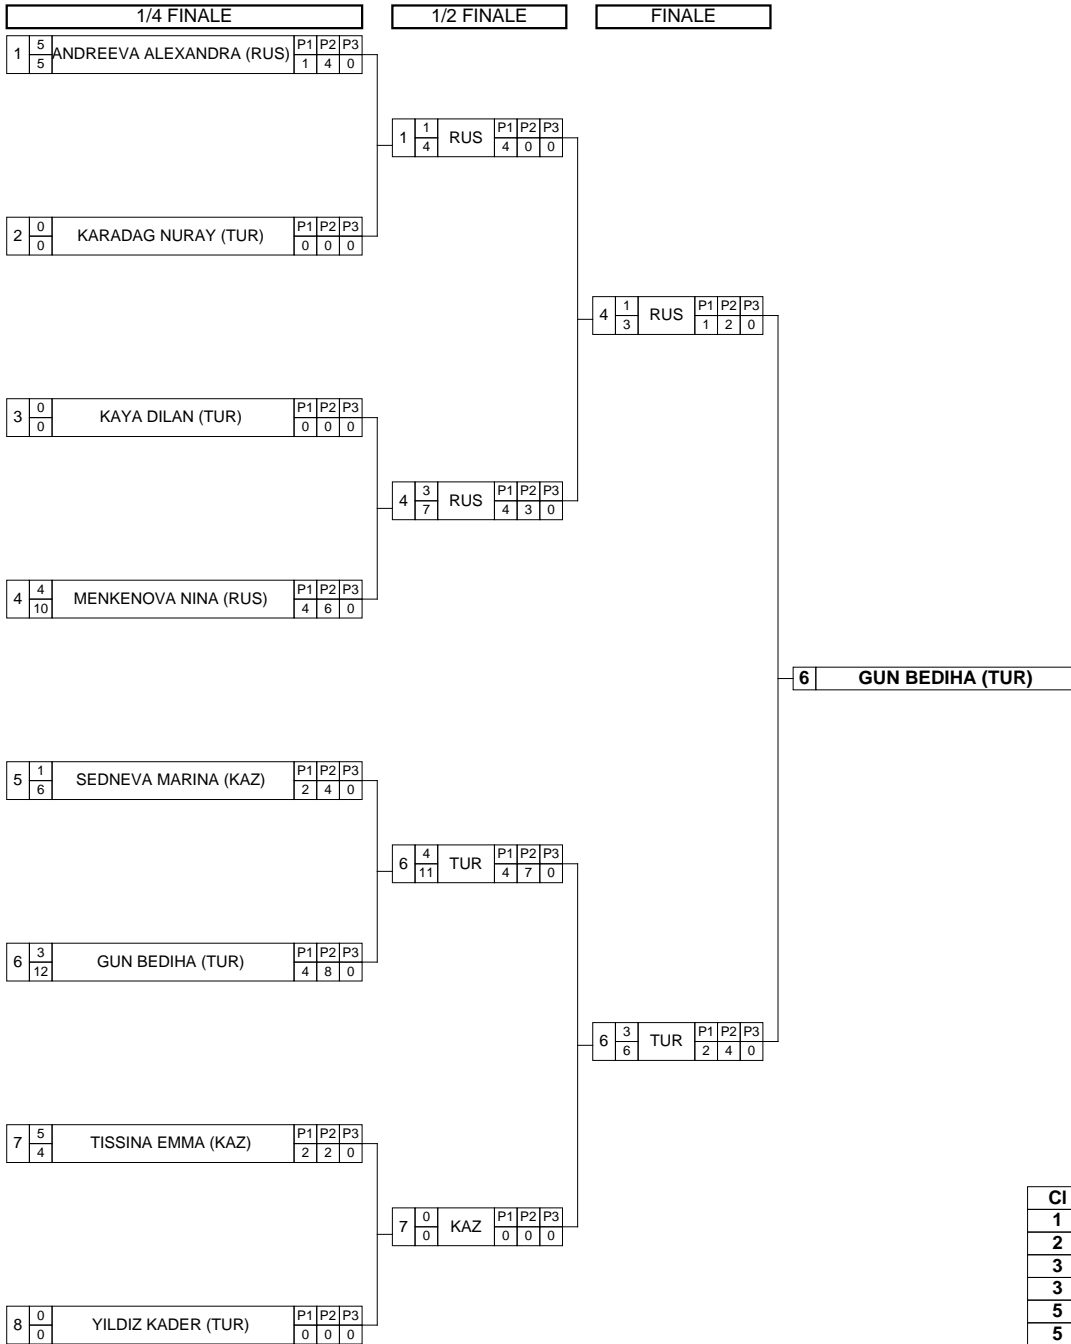 1/4 FINALE 1/2 FINALE FINALE
1 5 5 ANDREEVA ALEXANDRA (RUS) P1 P2 P3 1 4 0
1 1 4 RUS P1 P2 P3 4 0 0
2 0 0 KARADAG NURAY (TUR) P1 P2 P3 0 0 0
4 1 3 RUS P1 P2 P3 1 2 0
3 0 0 KAYA DILAN (TUR) P1 P2 P3 0 0 0
4 3 7 RUS P1 P2 P3 4 3 0
4 4 10 MENKENOVA NINA (RUS) P1 P2 P3 4 6 0
6 GUN BEDIHA (TUR)
5 1 6 SEDNEVA MARINA (KAZ) P1 P2 P3 2 4 0
6 4 11 TUR P1 P2 P3 4 7 0
6 3 12 GUN BEDIHA (TUR) P1 P2 P3 4 8 0
6 3 6 TUR P1 P2 P3 2 4 0
7 5 4 TISSINA EMMA (KAZ) P1 P2 P3 2 2 0
7 0 0 KAZ P1 P2 P3 0 0 0
8 0 0 YILDIZ KADER (TUR) P1 P2 P3 0 0 0
Cl
1
2
3
3
5
5